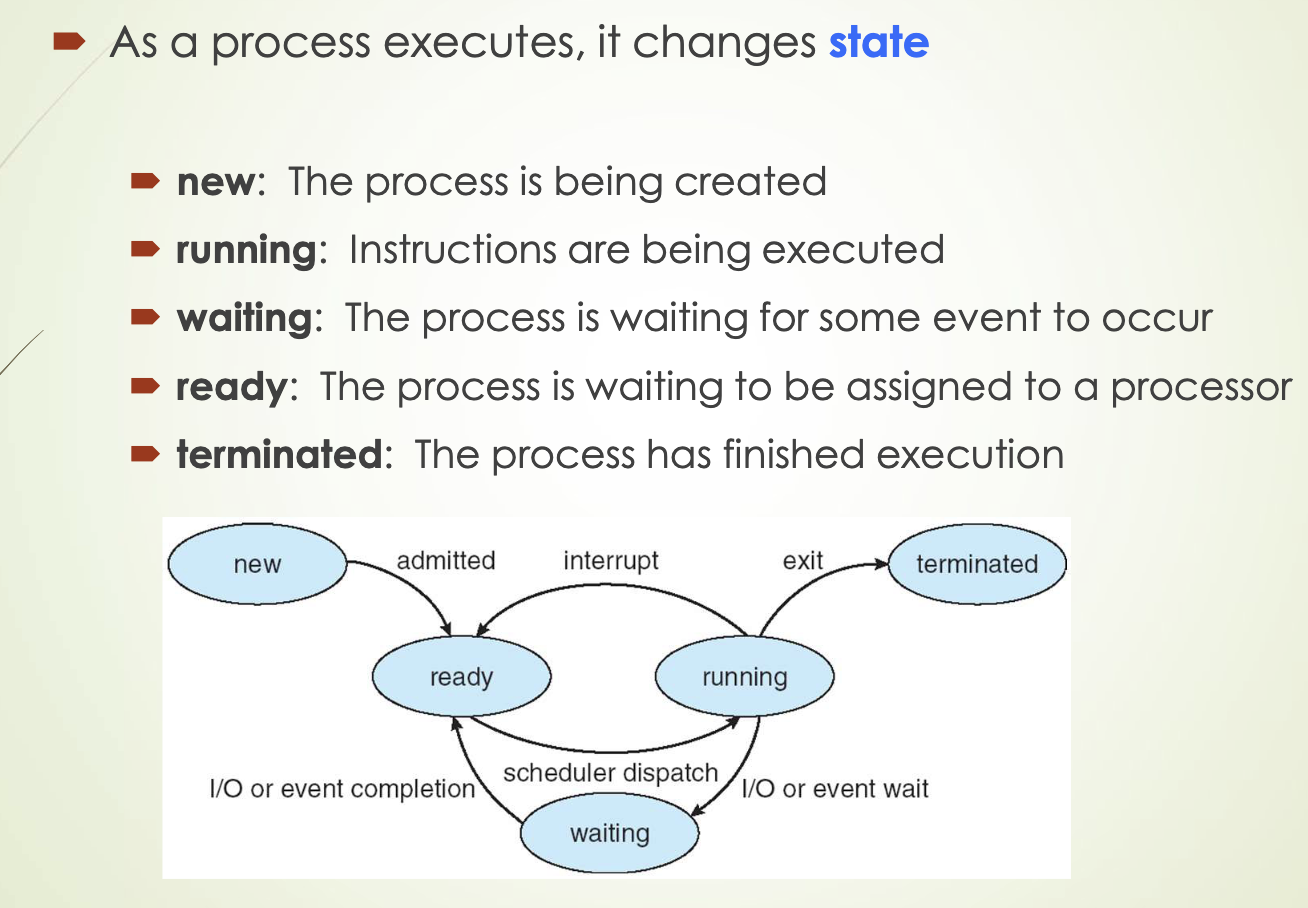 As a process executes, it changes state
new:  The process is being created
running:  Instructions are being executed
waiting:  The process is waiting for some event to occur
ready:  The process is waiting to be assigned to a processor
terminated:  The process has finished execution
new
admitted
interrupt
exit
terminated
ready
running
scheduler dispatch
I/O or event completion
I/O or event wait
waiting